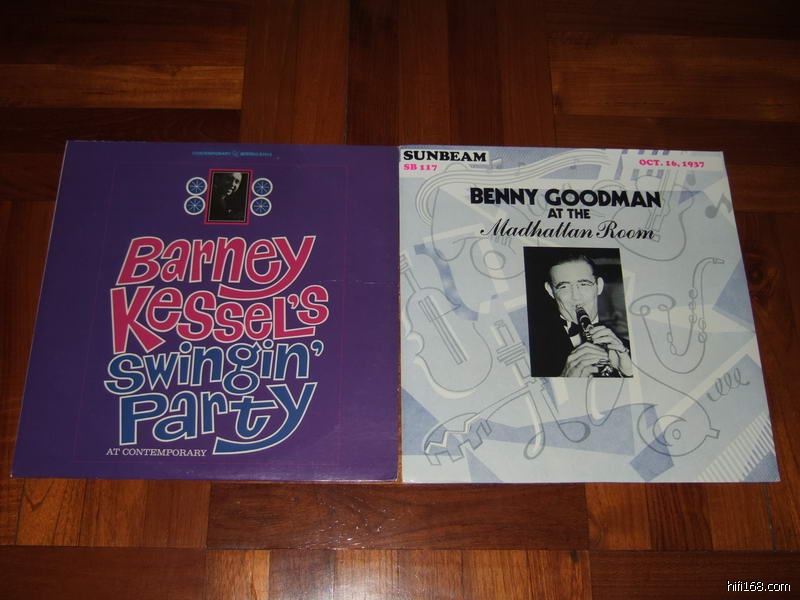 CONTEMPORARY
Barney
Kessel's
Swingin'
Party
AT CONTEMPORARY
SUNBEAM
SB 117
OCT. 16, 1937
BENNY GOODMAN
AT THE
Madhattan Room
hifi168.com